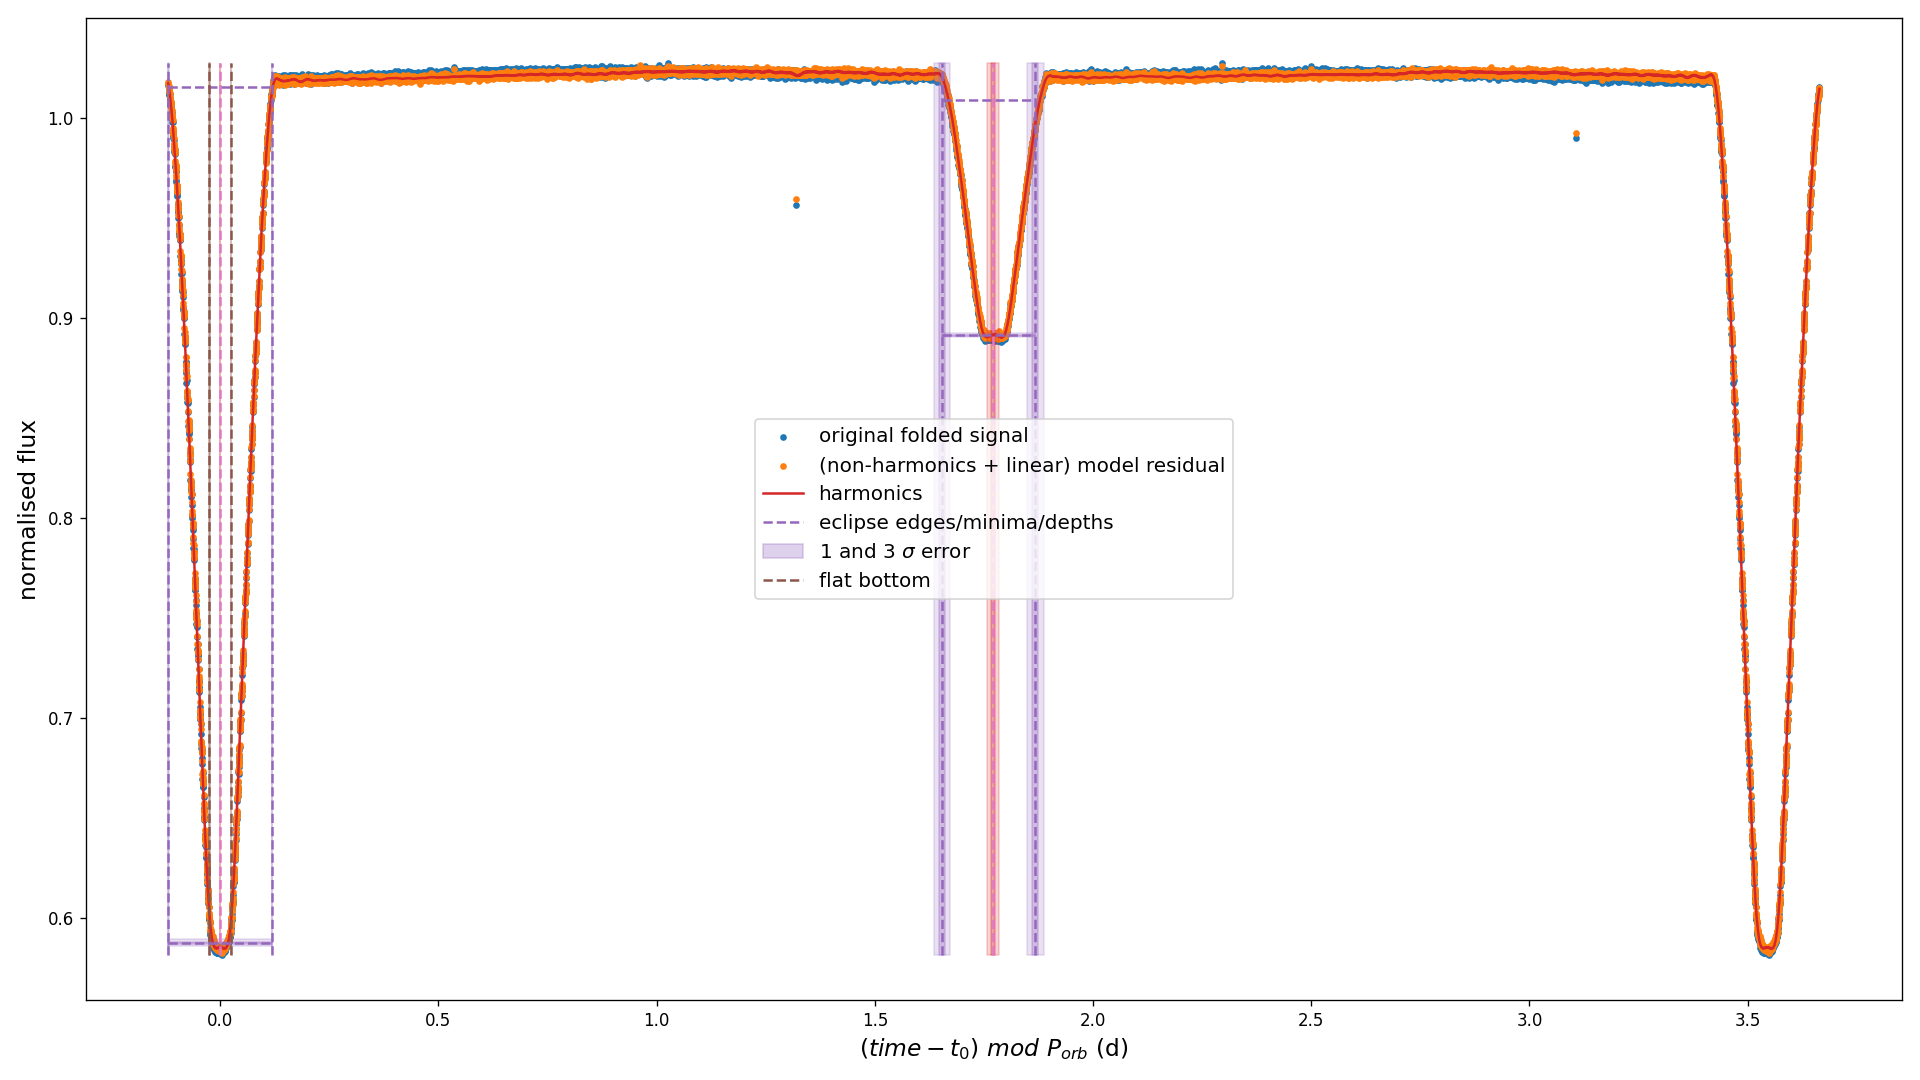 normalised flux
1.0
0.9
0.8
0.7
0.6
original folded signal
(non-harmonics + linear) model residual
harmonics
eclipse edges/minima/depths
1 and 3 σ error
flat bottom
0.0 0.5 1.0 1.5 2.0 2.5 3.0 3.5
(time − t₀) mod Pₒᵣb (d)